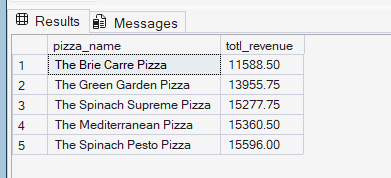 Results Messages
pizza_name totl_revenue
1 The Brie Carre Pizza 11588.50
2 The Green Garden Pizza 13955.75
3 The Spinach Supreme Pizza 15277.75
4 The Mediterranean Pizza 15360.50
5 The Spinach Pesto Pizza 15596.00